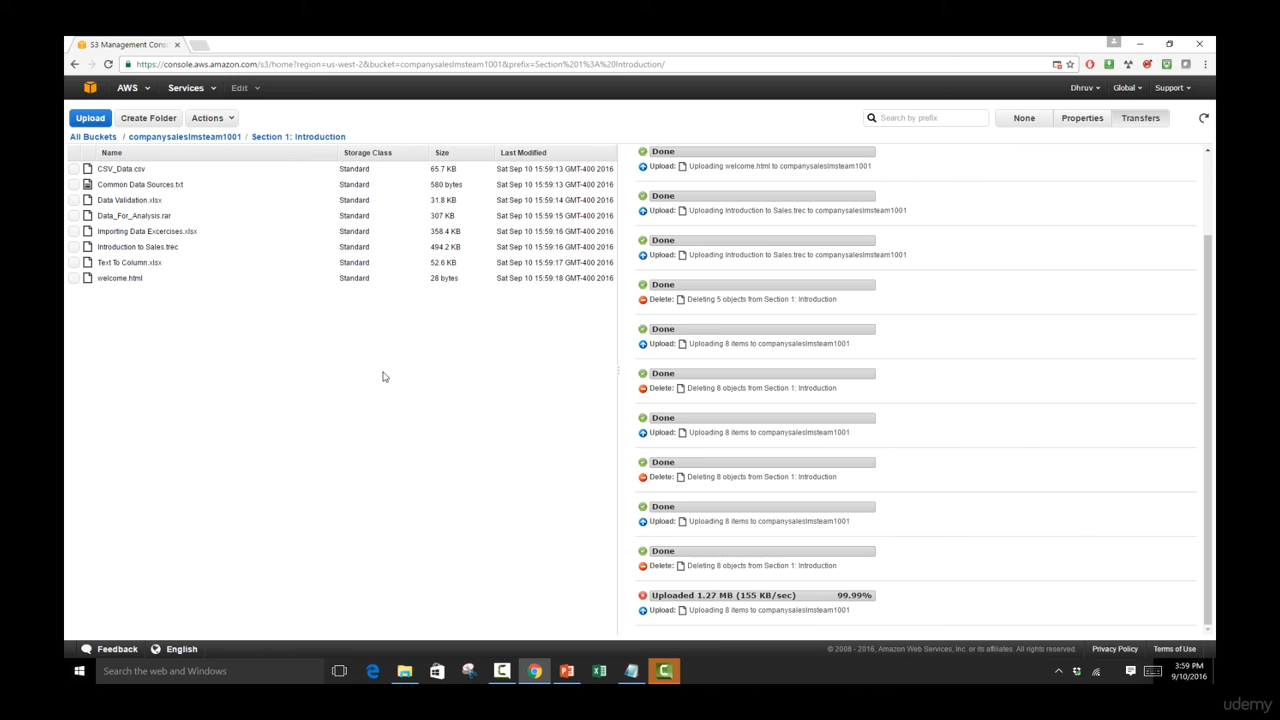 S3 Management Cons
https://console.aws.amazon.com/s3/home?region=us-west-2&bucket=companysaleslmsteam1001&prefix=Section%201%3A%20Introduction/
AWS Services Edit Dhruv Global Support
Upload Create Folder Actions Search by prefix None Properties Transfers
All Buckets / companysaleslmsteam1001 / Section 1: Introduction
Name Storage Class Size Last Modified
CSV_Data.csv Standard 65.7 KB Sat Sep 10 15:59:13 GMT-400 2016
Common Data Sources.txt Standard 580 bytes Sat Sep 10 15:59:13 GMT-400 2016
Data Validation.xlsx Standard 31.8 KB Sat Sep 10 15:59:14 GMT-400 2016
Data_For_Analysis.rar Standard 307 KB Sat Sep 10 15:59:15 GMT-400 2016
Importing Data Excercises.xlsx Standard 358.4 KB Sat Sep 10 15:59:16 GMT-400 2016
Introduction to Sales.trec Standard 494.2 KB Sat Sep 10 15:59:16 GMT-400 2016
Text To Column.xlsx Standard 52.6 KB Sat Sep 10 15:59:17 GMT-400 2016
welcome.html Standard 28 bytes Sat Sep 10 15:59:18 GMT-400 2016
Done
Upload: Uploading welcome.html to companysaleslmsteam1001
Done
Upload: Uploading Introduction to Sales.trec to companysaleslmsteam1001
Done
Upload: Uploading Introduction to Sales.trec to companysaleslmsteam1001
Done
Delete: Deleting 5 objects from Section 1: Introduction
Done
Upload: Uploading 8 items to companysaleslmsteam1001
Done
Delete: Deleting 8 objects from Section 1: Introduction
Done
Upload: Uploading 8 items to companysaleslmsteam1001
Done
Delete: Deleting 8 objects from Section 1: Introduction
Done
Upload: Uploading 8 items to companysaleslmsteam1001
Done
Delete: Deleting 8 objects from Section 1: Introduction
Uploaded 1.27 MB (155 KB/sec) 99.99%
Upload: Uploading 8 items to companysaleslmsteam1001
Feedback English © 2008 - 2016, Amazon Web Services, Inc. or its affiliates. All rights reserved. Privacy Policy Terms of Use
Search the web and Windows
3:59 PM
9/10/2016
udemy